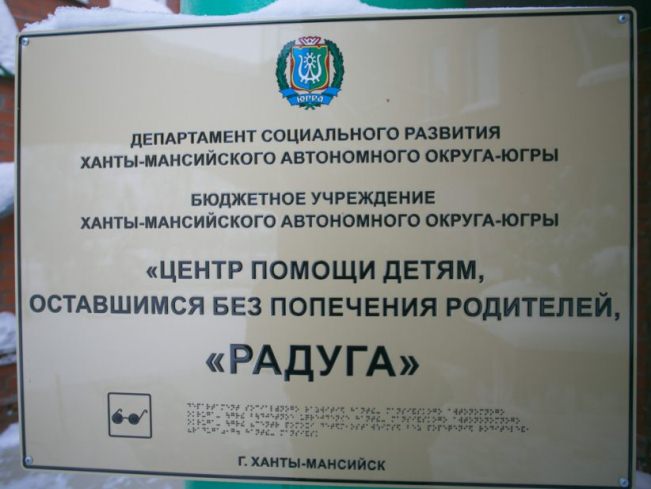 ЮГРА
ДЕПАРТАМЕНТ СОЦИАЛЬНОГО РАЗВИТИЯ
ХАНТЫ-МАНСИЙСКОГО АВТОНОМНОГО ОКРУГА-ЮГРЫ
БЮДЖЕТНОЕ УЧРЕЖДЕНИЕ
ХАНТЫ-МАНСИЙСКОГО АВТОНОМНОГО ОКРУГА-ЮГРЫ
«ЦЕНТР ПОМОЩИ ДЕТЯМ,
ОСТАВШИМСЯ БЕЗ ПОПЕЧЕНИЯ РОДИТЕЛЕЙ,
«РАДУГА»
Г. ХАНТЫ-МАНСИЙСК